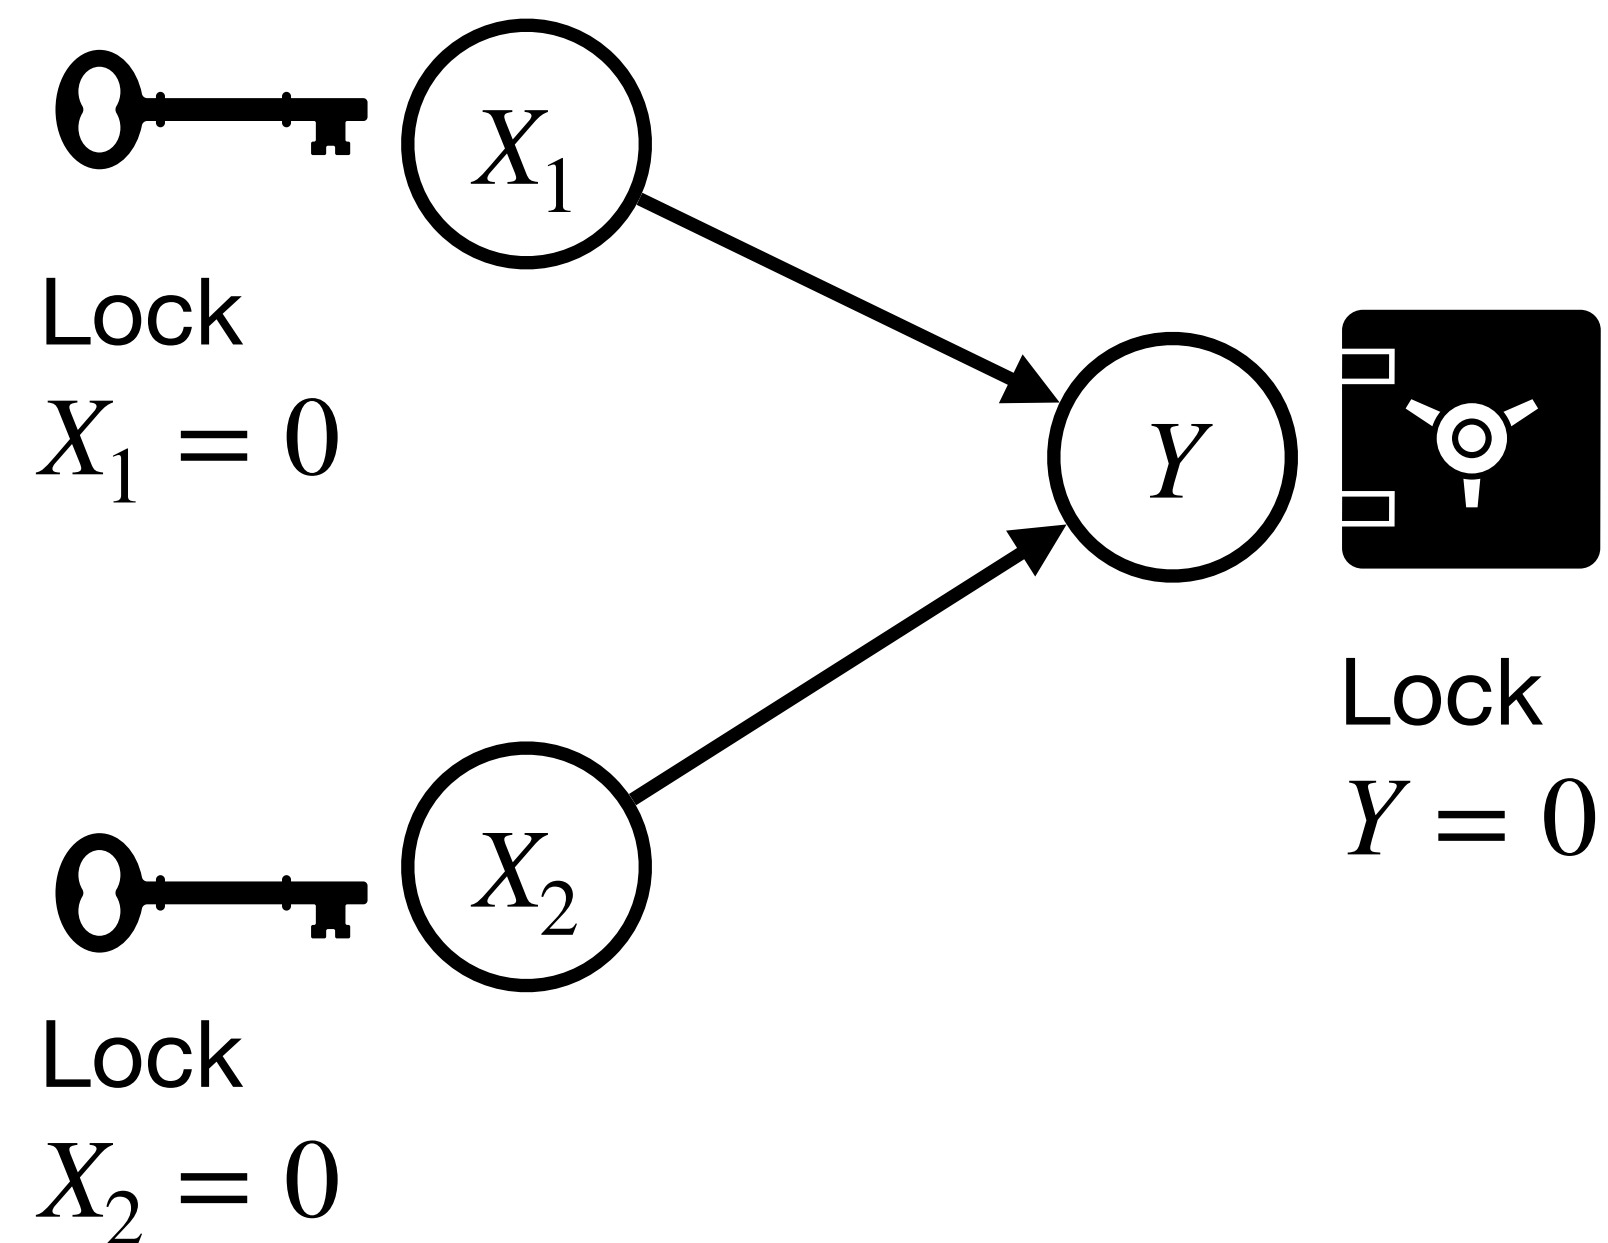 X₁
Lock
X₁ = 0
Y
Lock
Y = 0
X₂
Lock
X₂ = 0